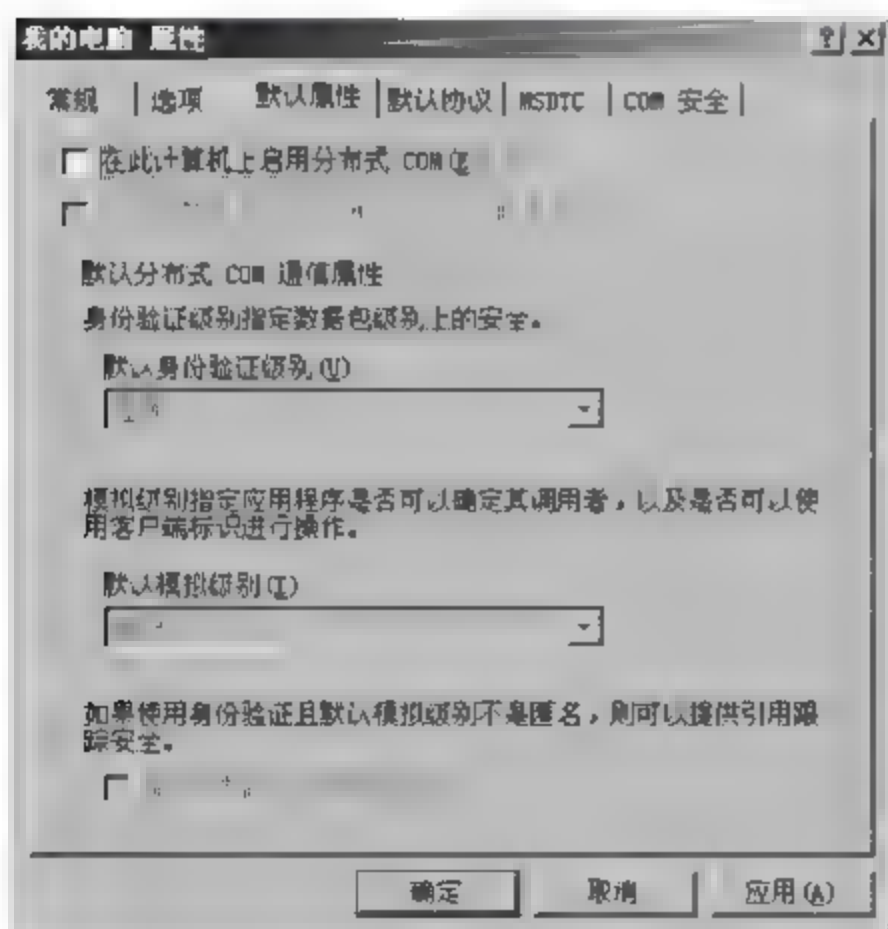 我的电脑 属性
常规 选项 默认属性 默认协议 MSDTC COM 安全
在此计算机上启用分布式 COM(E
默认分布式 COM 通信属性
身份验证级别指定数据包级别上的安全。
默认身份验证级别(U)
模拟级别指定应用程序是否可以确定其调用者，以及是否可以使
用客户端标识进行操作。
默认模拟级别(I)
如果使用身份验证且默认模拟级别不是匿名，则可以提供引用跟
踪安全。
确定 取消 应用(A)